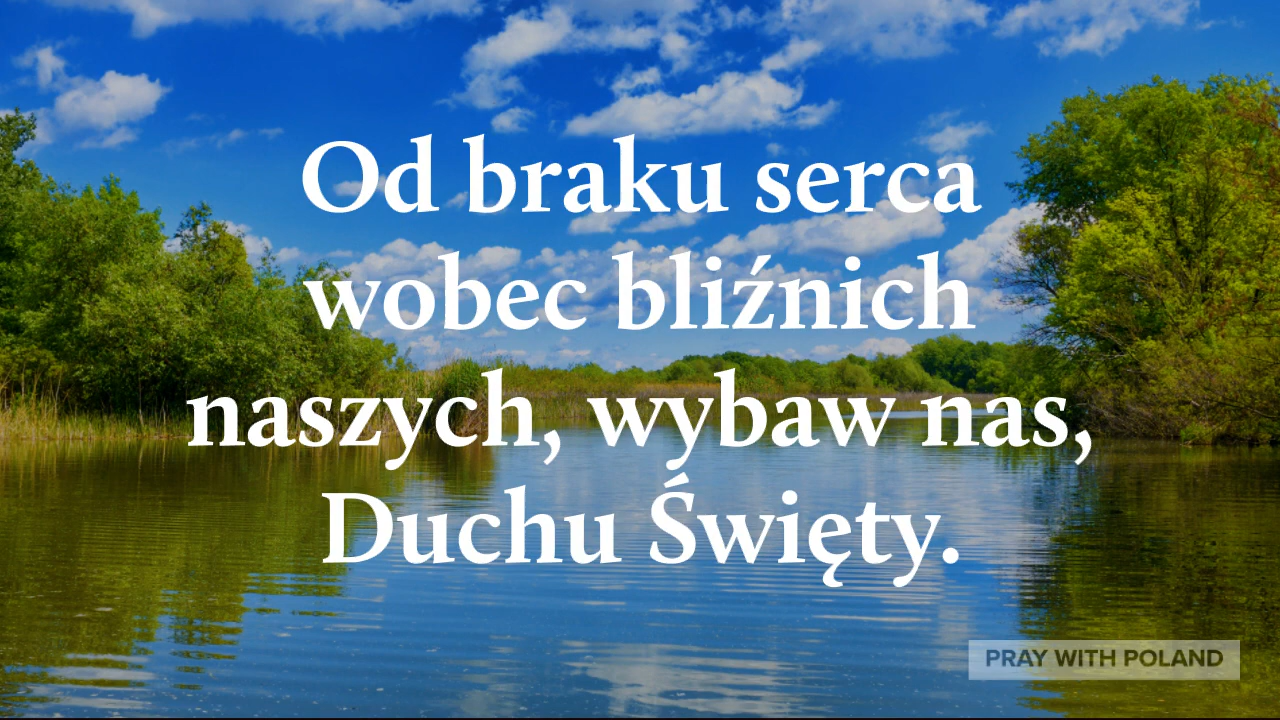 Od braku serca
wobec bliźnich
naszych, wybaw nas,
Duchu Święty.
PRAY WITH POLAND